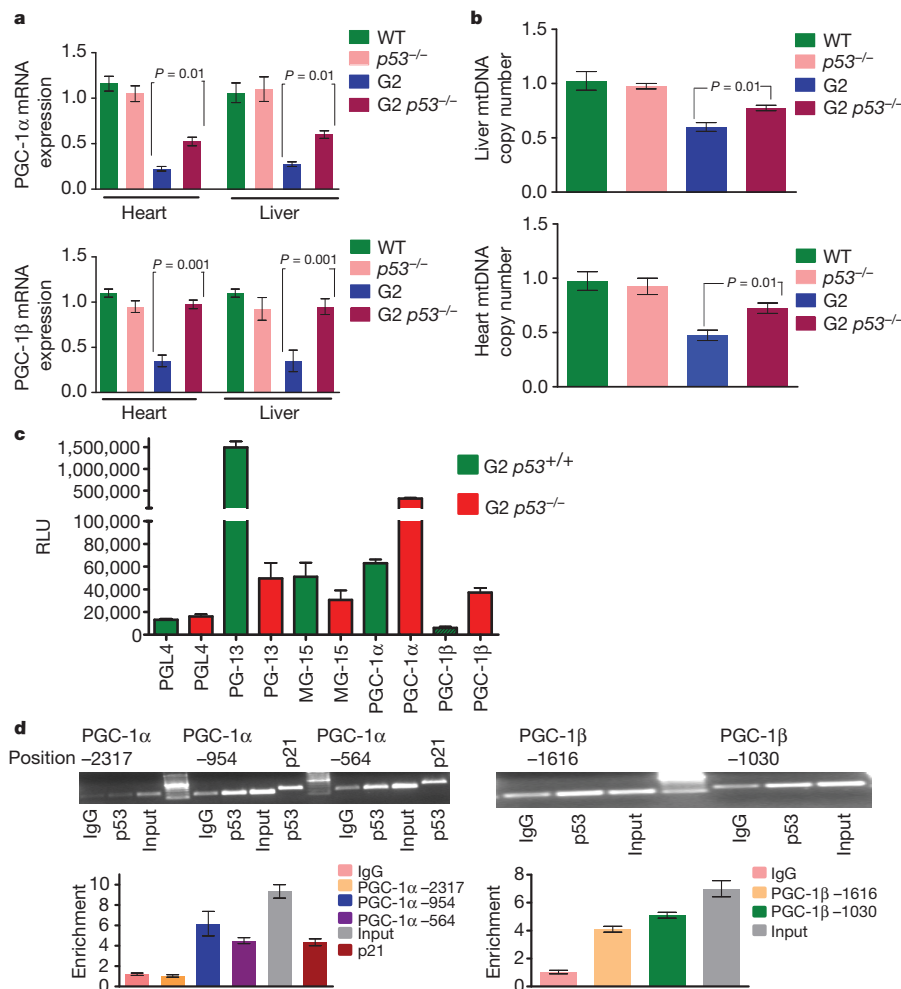 a
PGC-1α mRNA expression
1.5
1.0
0.5
0.0
P = 0.01
P = 0.01
Heart
Liver
WT
p53–/–
G2
G2 p53–/–
PGC-1β mRNA expression
1.5
1.0
0.5
0.0
P = 0.001
P = 0.001
Heart
Liver
WT
p53–/–
G2
G2 p53–/–
b
Liver mtDNA copy number
1.5
1.0
0.5
0.0
P = 0.01
WT
p53–/–
G2
G2 p53–/–
Heart mtDNA copy number
1.5
1.0
0.5
0.0
P = 0.01
WT
p53–/–
G2
G2 p53–/–
c
RLU
1,500,000
1,000,000
500,000
100,000
80,000
60,000
40,000
20,000
0
PGL4
PGL4
PG-13
PG-13
MG-15
MG-15
PGC-1α
PGC-1α
PGC-1β
PGC-1β
G2 p53+/+
G2 p53–/–
d
PGC-1α
PGC-1α
p21
PGC-1α
p21
Position –2317
–954
–564
IgG
p53
Input
IgG
p53
Input
p53
IgG
p53
Input
p53
PGC-1β
–1616
PGC-1β
–1030
IgG
p53
Input
IgG
p53
Input
Enrichment
10
8
6
4
2
0
IgG
PGC-1α –2317
PGC-1α –954
PGC-1α –564
Input
p21
Enrichment
8
6
4
2
0
IgG
PGC-1β –1616
PGC-1β –1030
Input